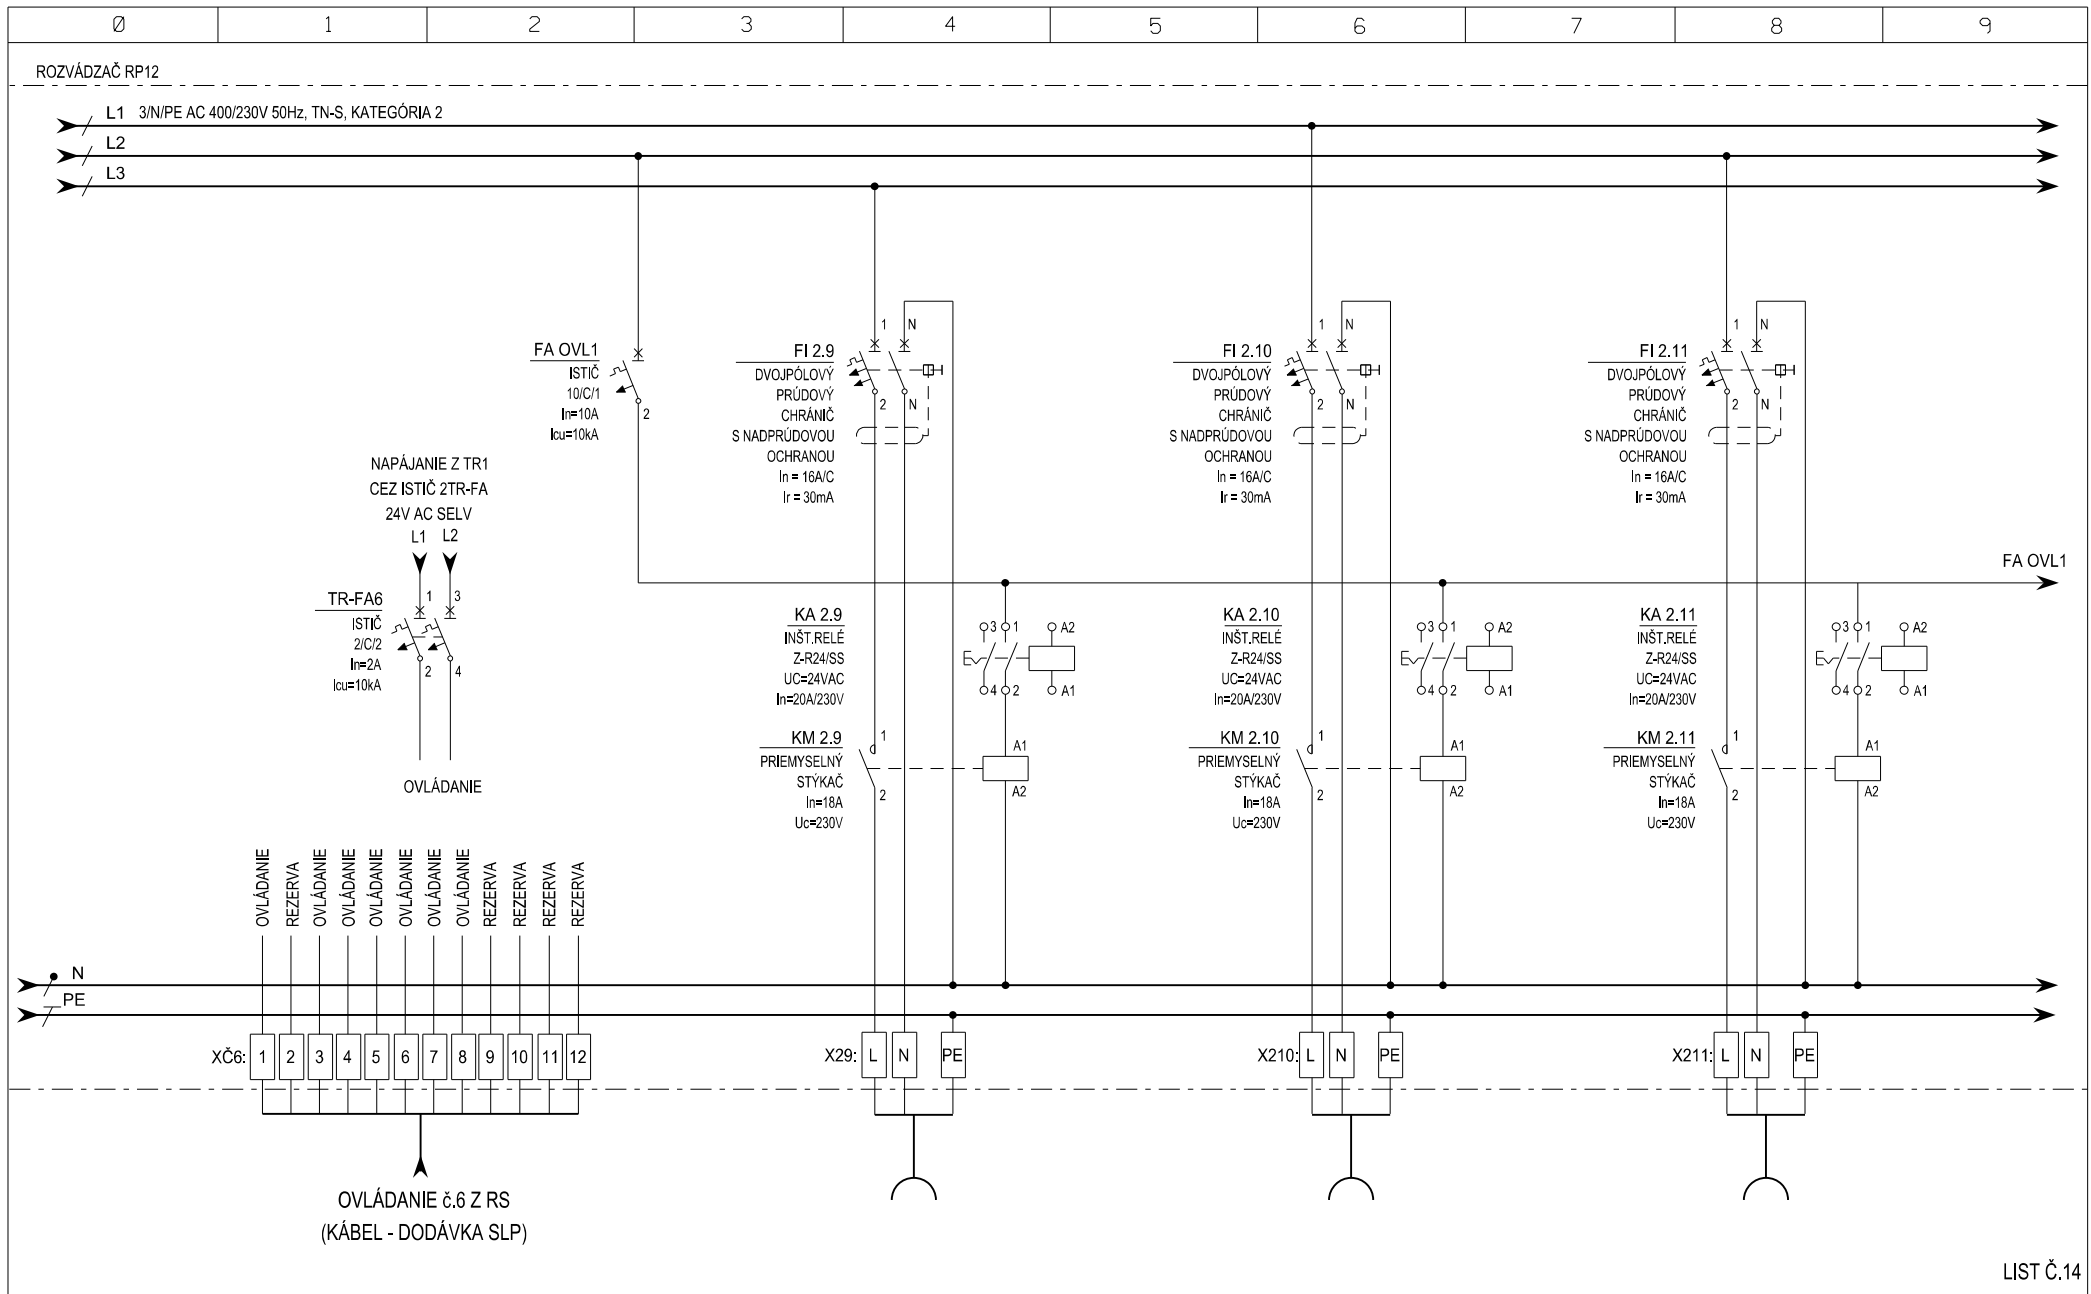 Ø 1 2 3 4 5 6 7 8 9
ROZVÁDZAČ RP12
L1 3/N/PE AC 400/230V 50Hz, TN-S, KATEGÓRIA 2
L2
L3
NAPÁJANIE Z TR1
CEZ ISTIČ 2TR-FA
24V AC SELV
L1 L2
TR-FA6
ISTIČ
2/C/2
In=2A
Icu=10kA
1 3
2 4
OVLÁDANIE
FA OVL1
ISTIČ
10/C/1
In=10A
Icu=10kA
2
FI 2.9
DVOJPÓLOVÝ
PRÚDOVÝ
CHRÁNIČ
S NADPRÚDOVOU
OCHRANOU
In = 16A/C
Ir = 30mA
1 N
2 N
FI 2.10
DVOJPÓLOVÝ
PRÚDOVÝ
CHRÁNIČ
S NADPRÚDOVOU
OCHRANOU
In = 16A/C
Ir = 30mA
1 N
2 N
FI 2.11
DVOJPÓLOVÝ
PRÚDOVÝ
CHRÁNIČ
S NADPRÚDOVOU
OCHRANOU
In = 16A/C
Ir = 30mA
1 N
2 N
FA OVL1
KA 2.9
INŠT.RELÉ
Z-R24/SS
UC=24VAC
In=20A/230V
3 1 A2
4 2 A1
KM 2.9
PRIEMYSELNÝ
STÝKAČ
In=18A
Uc=230V
1 A1
2 A2
KA 2.10
INŠT.RELÉ
Z-R24/SS
UC=24VAC
In=20A/230V
3 1 A2
4 2 A1
KM 2.10
PRIEMYSELNÝ
STÝKAČ
In=18A
Uc=230V
1 A1
2 A2
KA 2.11
INŠT.RELÉ
Z-R24/SS
UC=24VAC
In=20A/230V
3 1 A2
4 2 A1
KM 2.11
PRIEMYSELNÝ
STÝKAČ
In=18A
Uc=230V
1 A1
2 A2
OVLÁDANIE
REZERVA
OVLÁDANIE
OVLÁDANIE
OVLÁDANIE
OVLÁDANIE
OVLÁDANIE
OVLÁDANIE
REZERVA
REZERVA
REZERVA
REZERVA
N
PE
XČ6: 1 2 3 4 5 6 7 8 9 10 11 12
X29: L N PE
X210: L N PE
X211: L N PE
OVLÁDANIE č.6 Z RS
(KÁBEL - DODÁVKA SLP)
LIST Č.14